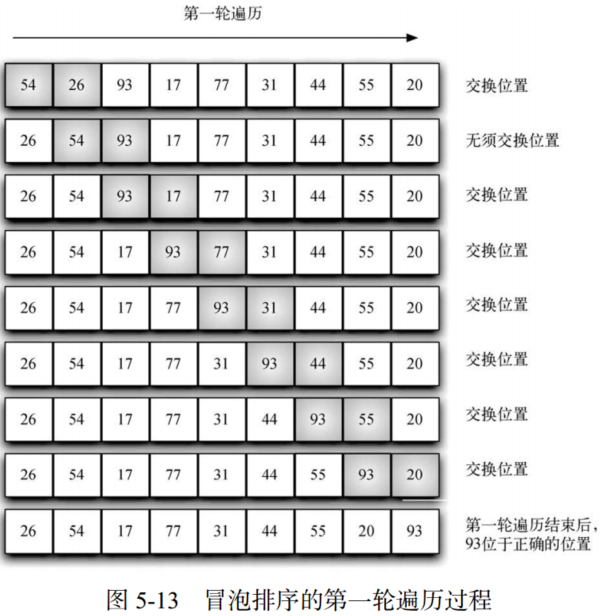 第一轮遍历
54 26 93 17 77 31 44 55 20 交换位置
26 54 93 17 77 31 44 55 20 无须交换位置
26 54 93 17 77 31 44 55 20 交换位置
26 54 17 93 77 31 44 55 20 交换位置
26 54 17 77 93 31 44 55 20 交换位置
26 54 17 77 31 93 44 55 20 交换位置
26 54 17 77 31 44 93 55 20 交换位置
26 54 17 77 31 44 55 93 20 交换位置
26 54 17 77 31 44 55 20 93 第一轮遍历结束后，
93位于正确的位置
图 5-13 冒泡排序的第一轮遍历过程